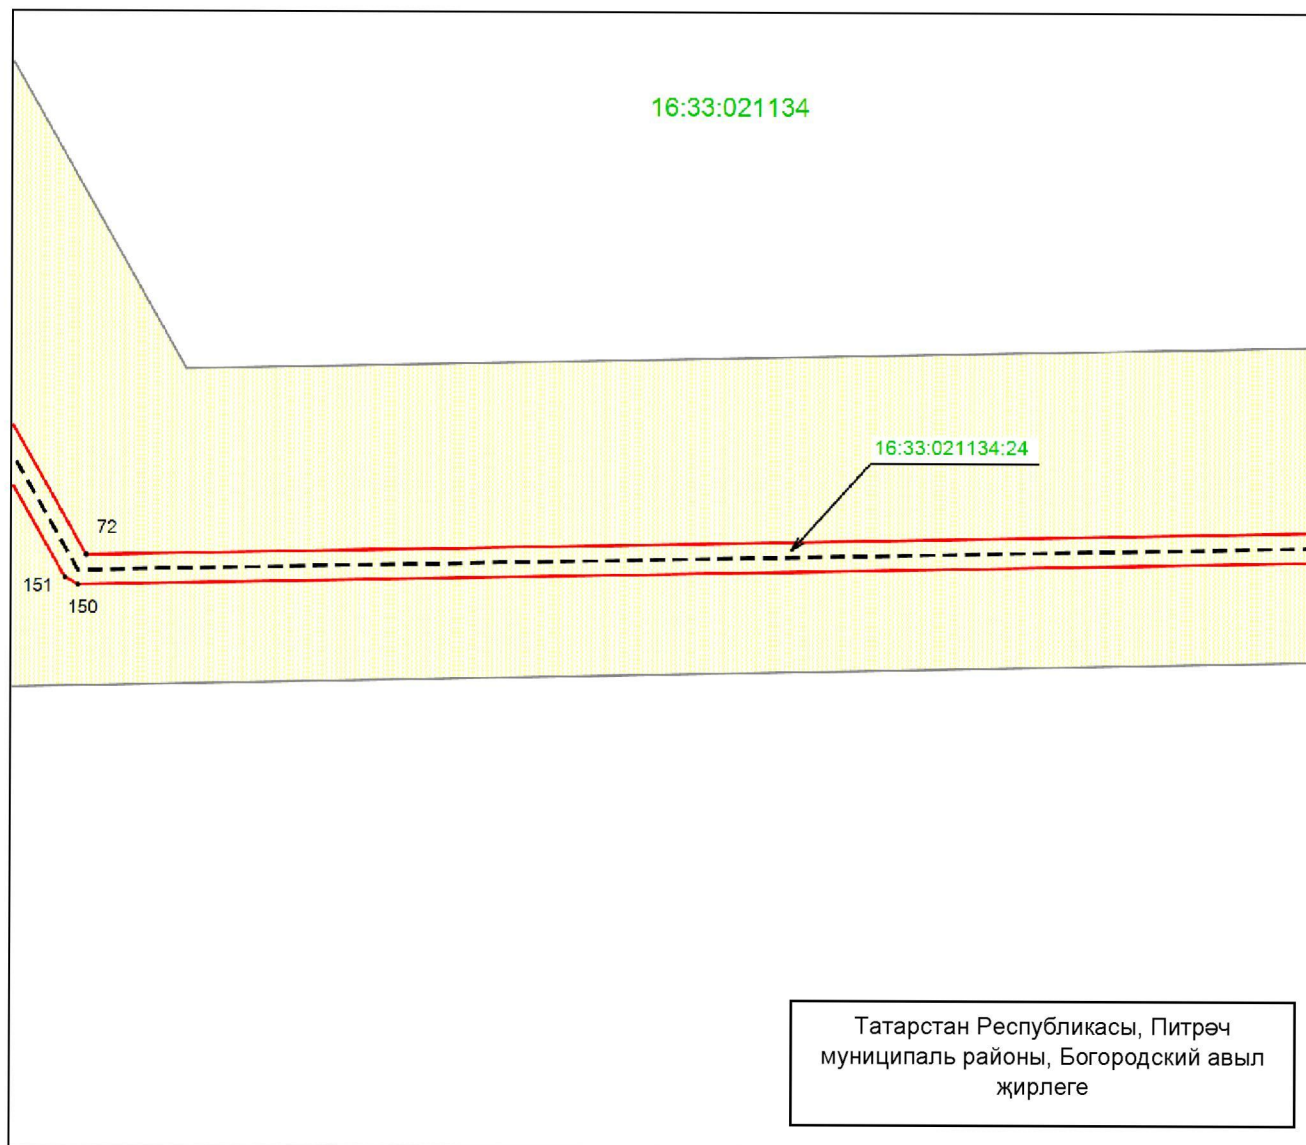 16:33:021134
16:33:021134:24
72
151
150
Татарстан Республикасы, Питрәч
муниципаль районы, Богородский авыл
җирлеге